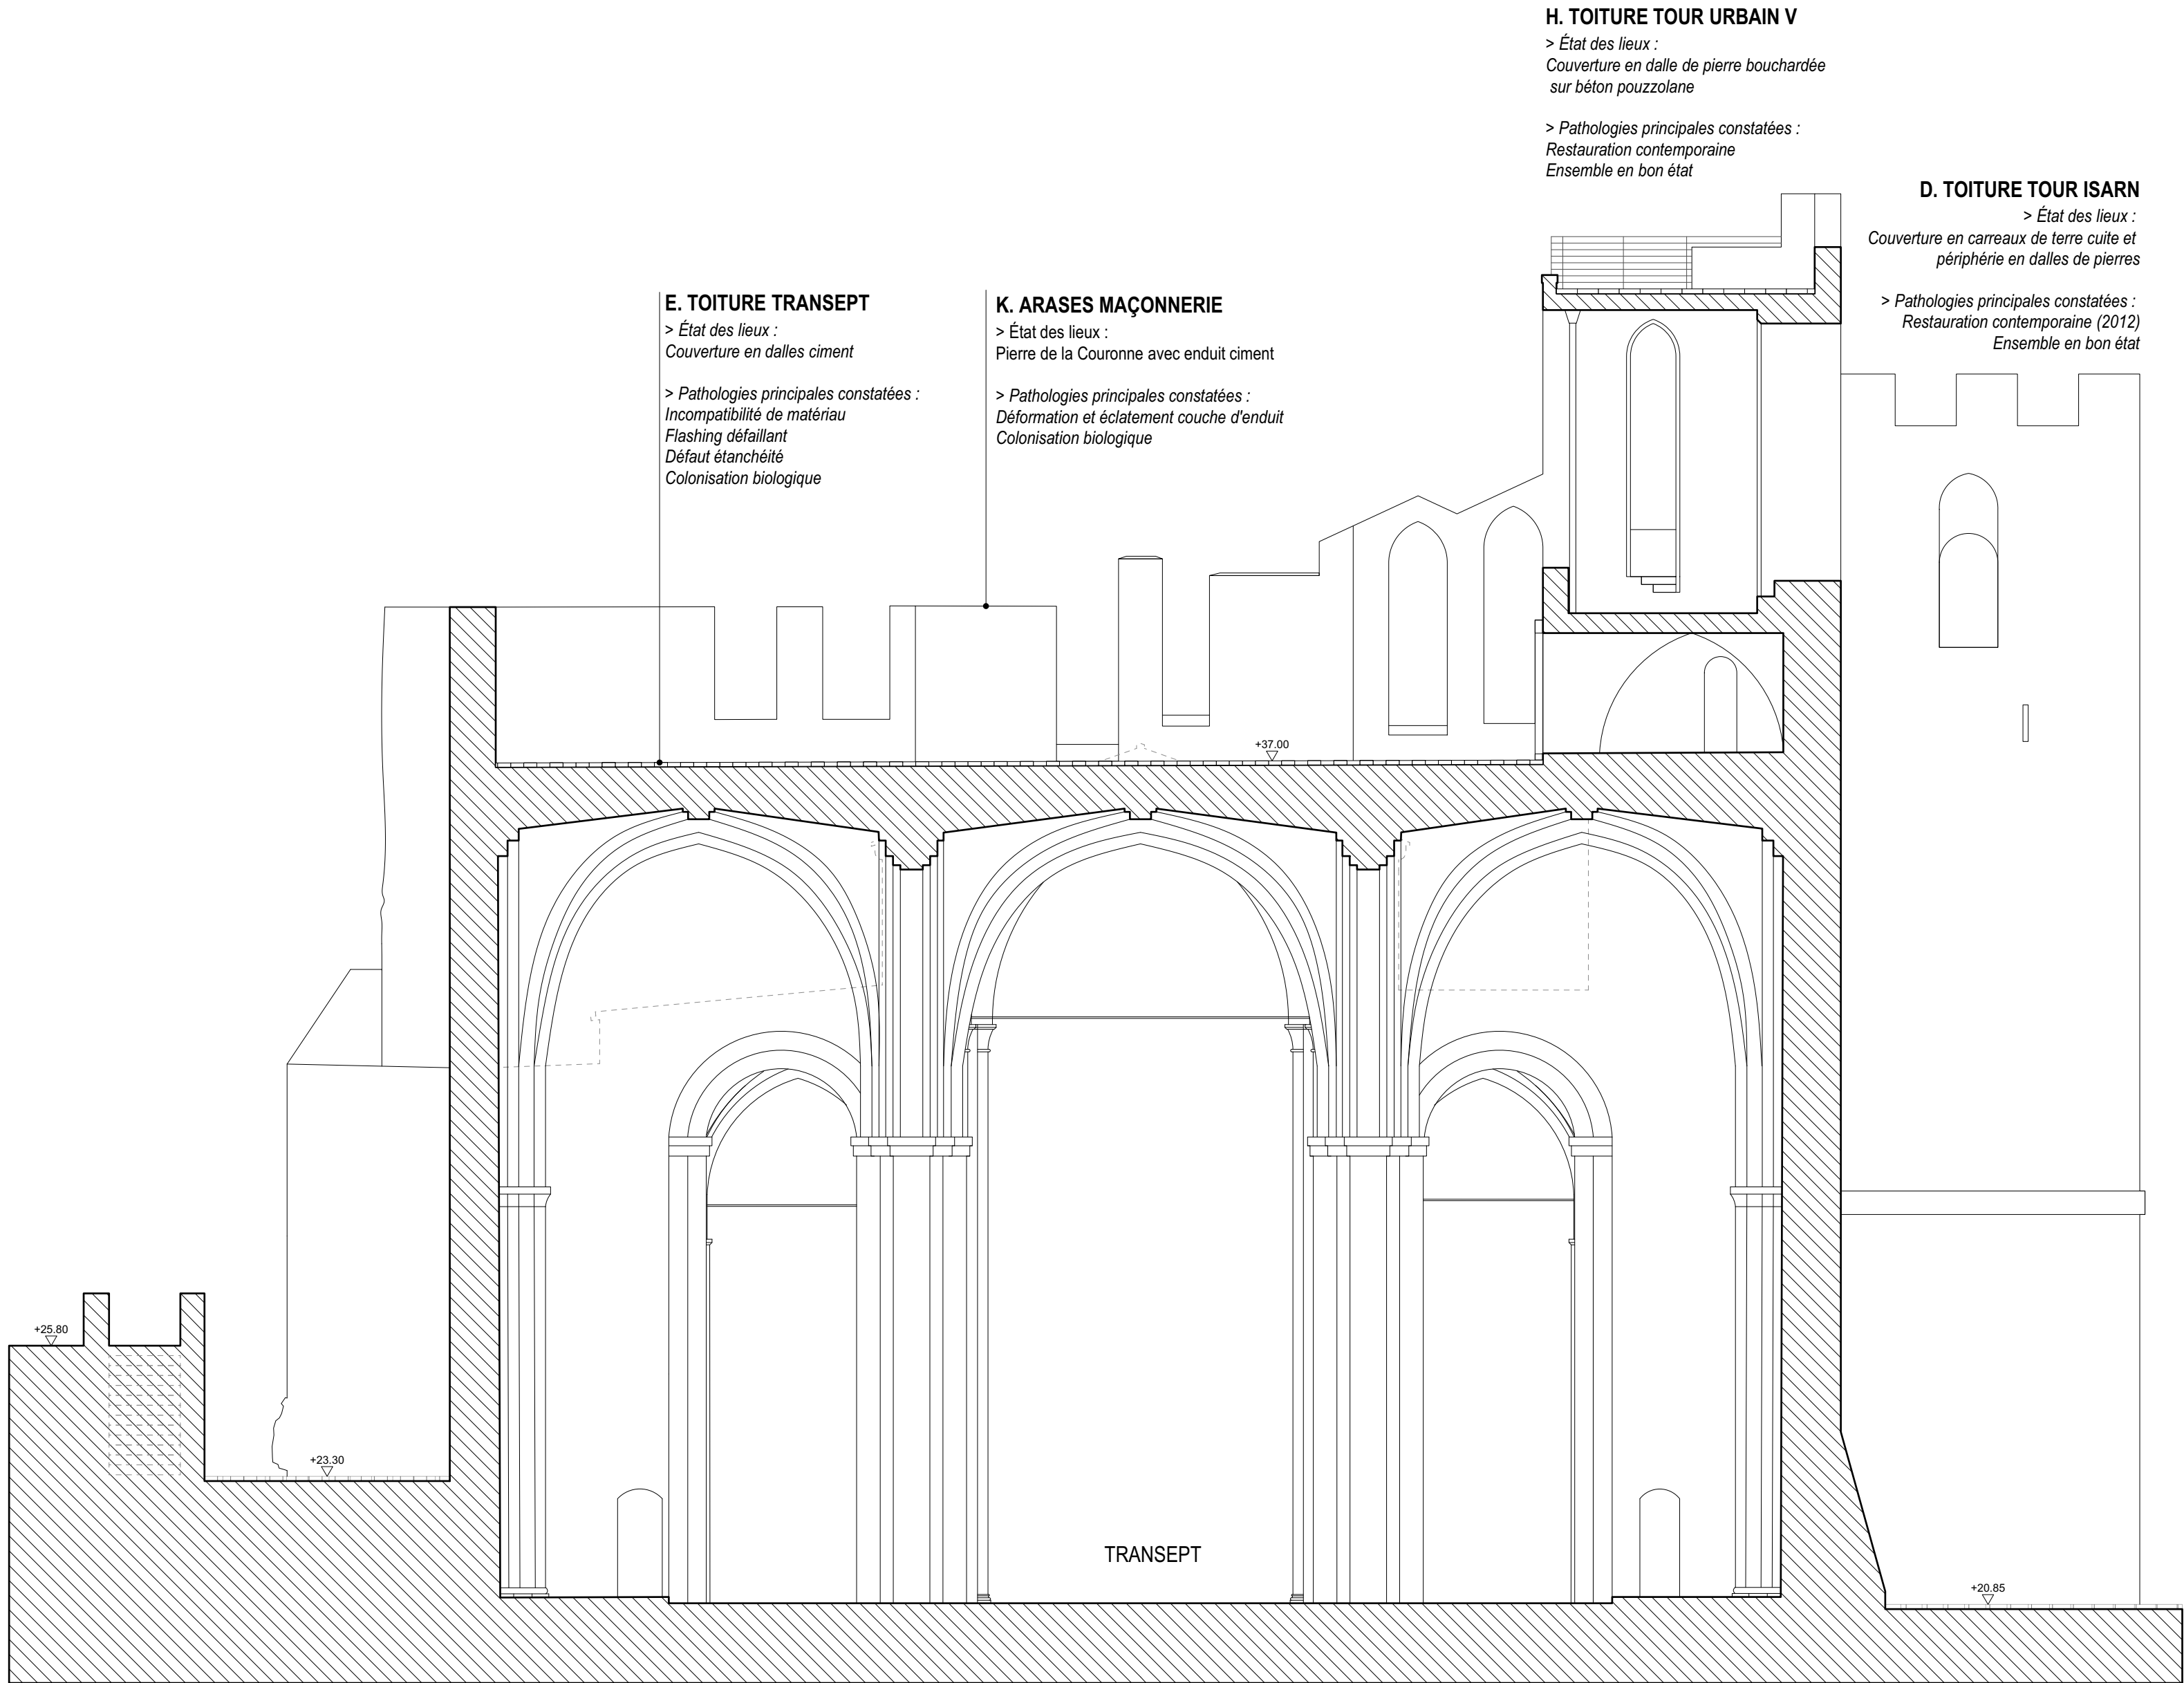 H. TOITURE TOUR URBAIN V
> État des lieux :
Couverture en dalle de pierre bouchardée
sur béton pouzzolane
> Pathologies principales constatées :
Restauration contemporaine
Ensemble en bon état
D. TOITURE TOUR ISARN
> État des lieux :
Couverture en carreaux de terre cuite et
périphérie en dalles de pierres
> Pathologies principales constatées :
Restauration contemporaine (2012)
Ensemble en bon état
E. TOITURE TRANSEPT
> État des lieux :
Couverture en dalles ciment
> Pathologies principales constatées :
Incompatibilité de matériau
Flashing défaillant
Défaut étanchéité
Colonisation biologique
K. ARASES MAÇONNERIE
> État des lieux :
Pierre de la Couronne avec enduit ciment
> Pathologies principales constatées :
Déformation et éclatement couche d'enduit
Colonisation biologique
+37.00
+25.80
+23.30
TRANSEPT
+20.85